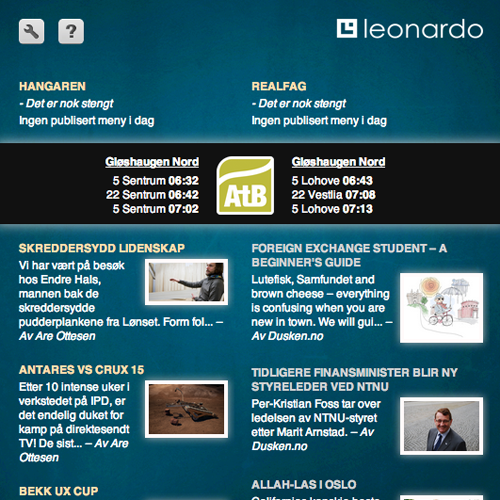 ? leonardo
HANGAREN
- Det er nok stengt
Ingen publisert meny i dag
REALFAG
- Det er nok stengt
Ingen publisert meny i dag
Gløshaugen Nord
5 Sentrum 06:32
22 Sentrum 06:42
5 Sentrum 07:02
AtB
Gløshaugen Nord
5 Lohove 06:43
22 Vestlia 07:08
5 Lohove 07:13
SKREDDERSYDD LIDENSKAP
Vi har vært på besøk
hos Endre Hals,
mannen bak de
skreddersydde
pudderplankene fra Lønset. Form fol... –
Av Are Ottesen
ANTARES VS CRUX 15
Etter 10 intense uker i
verkstedet på IPD, er
det endelig duket for
kamp på direktesendt
TV! De sist... – Av Are
Ottesen
BEKK UX CUP
FOREIGN EXCHANGE STUDENT – A
BEGINNER'S GUIDE
Lutefisk, Samfundet and
brown cheese – everything
is confusing when you are
new in town. We will gui... –
Av Dusken.no
TIDLIGERE FINANSMINISTER BLIR NY
STYRELEDER VED NTNU
Per-Kristian Foss tar over
ledelsen av NTNU-styret
etter Marit Arnstad. – Av
Dusken.no
ALLAH-LAS I OSLO